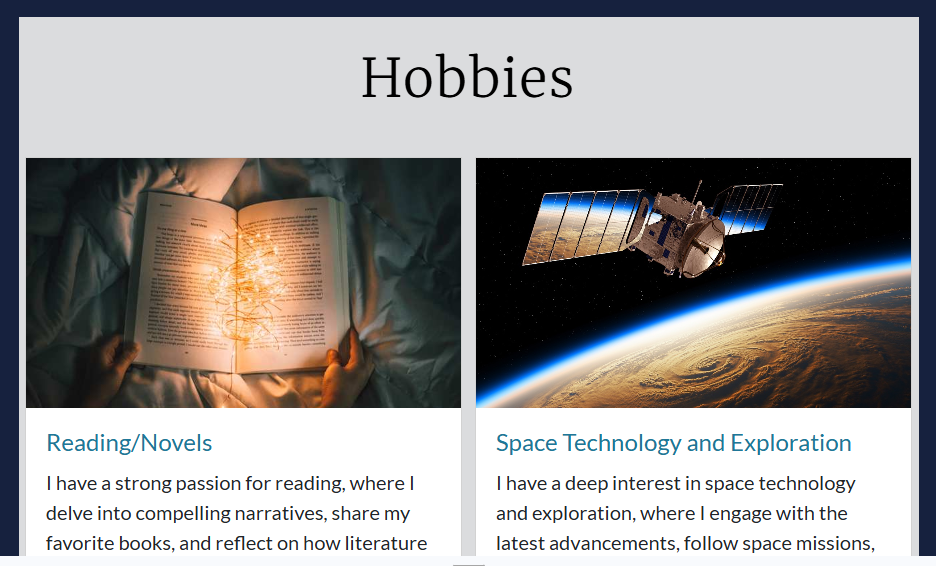 Hobbies
Reading/Novels
I have a strong passion for reading, where I
delve into compelling narratives, share my
favorite books, and reflect on how literature
Space Technology and Exploration
I have a deep interest in space technology
and exploration, where I engage with the
latest advancements, follow space missions,